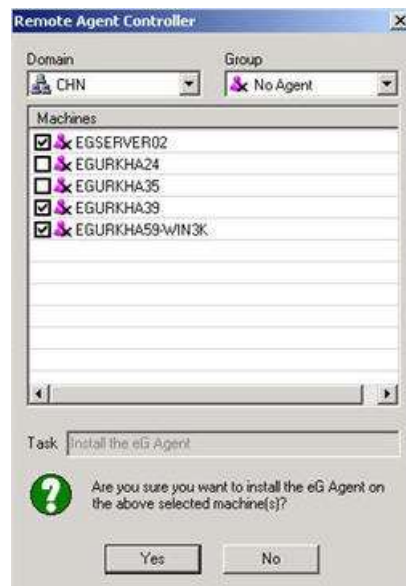 Remote Agent Controller
Domain Group
CHN No Agent
Machines
EGSERVER02
EGURKHA24
EGURKHA35
EGURKHA39
EGURKHA59-WIN3K
Task Install the eG Agent
Are you sure you want to install the eG Agent on
the above selected machine(s)?
Yes No